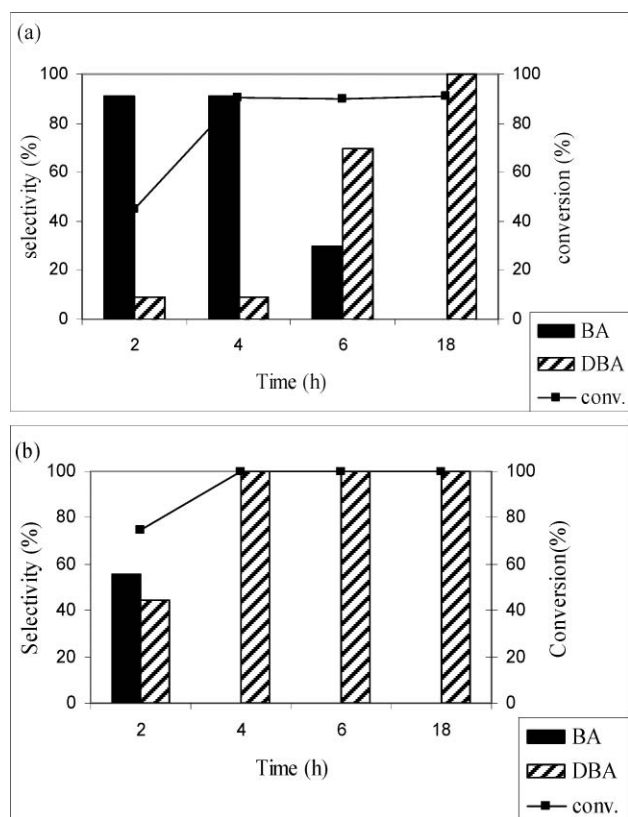 (a)
selectivity (%)
100
80
60
40
20
0
100
80
60
40
20
0
conversion (%)
2 4 6 18
Time (h)
BA
DBA
conv.
(b)
Selectivity (%)
100
80
60
40
20
0
100
80
60
40
20
0
Conversion(%)
2 4 6 18
Time (h)
BA
DBA
conv.